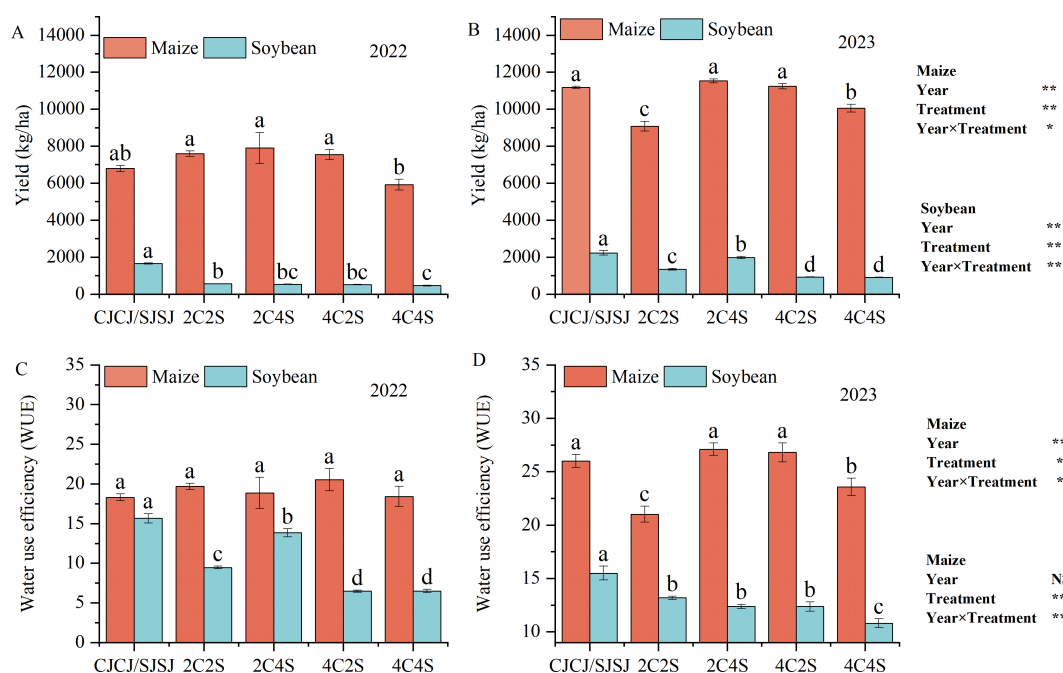 A
Maize
Soybean
2022
Yield (kg/ha)
14000
12000
10000
8000
6000
4000
2000
0
ab
a
a
a
b
a
b
bc
bc
c
CJCJ/SJSJ
2C2S
2C4S
4C2S
4C4S
B
Maize
Soybean
2023
Yield (kg/ha)
14000
12000
10000
8000
6000
4000
2000
0
a
c
a
a
b
a
c
b
d
d
CJCJ/SJSJ
2C2S
2C4S
4C2S
4C4S
Maize
Year **
Treatment **
Year×Treatment *
Soybean
Year **
Treatment **
Year×Treatment **
C
Maize
Soybean
2022
Water use efficiency (WUE)
35
30
25
20
15
10
5
0
a
a
a
a
a
a
c
b
d
d
CJCJ/SJSJ
2C2S
2C4S
4C2S
4C4S
D
Maize
Soybean
2023
Water use efficiency (WUE)
35
30
25
20
15
10
a
c
a
a
b
a
b
b
b
c
CJCJ/SJSJ
2C2S
2C4S
4C2S
4C4S
Maize
Year **
Treatment *
Year×Treatment *
Maize
Year
Treatment **
Year×Treatment **